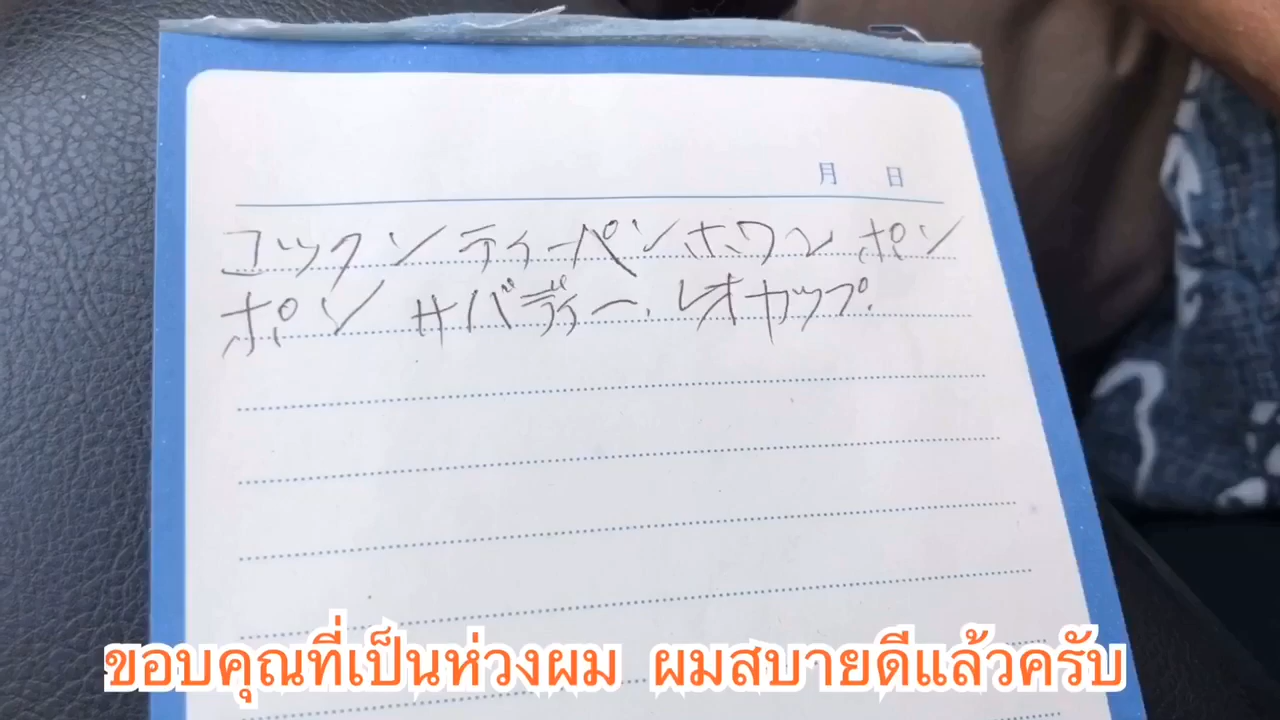 月 日
コックン ティーペン ホワン ポン
ポン サバディー. レオ カップ.
ขอบคุณที่เป็นห่วงผม ผมสบายดีแล้วครับ